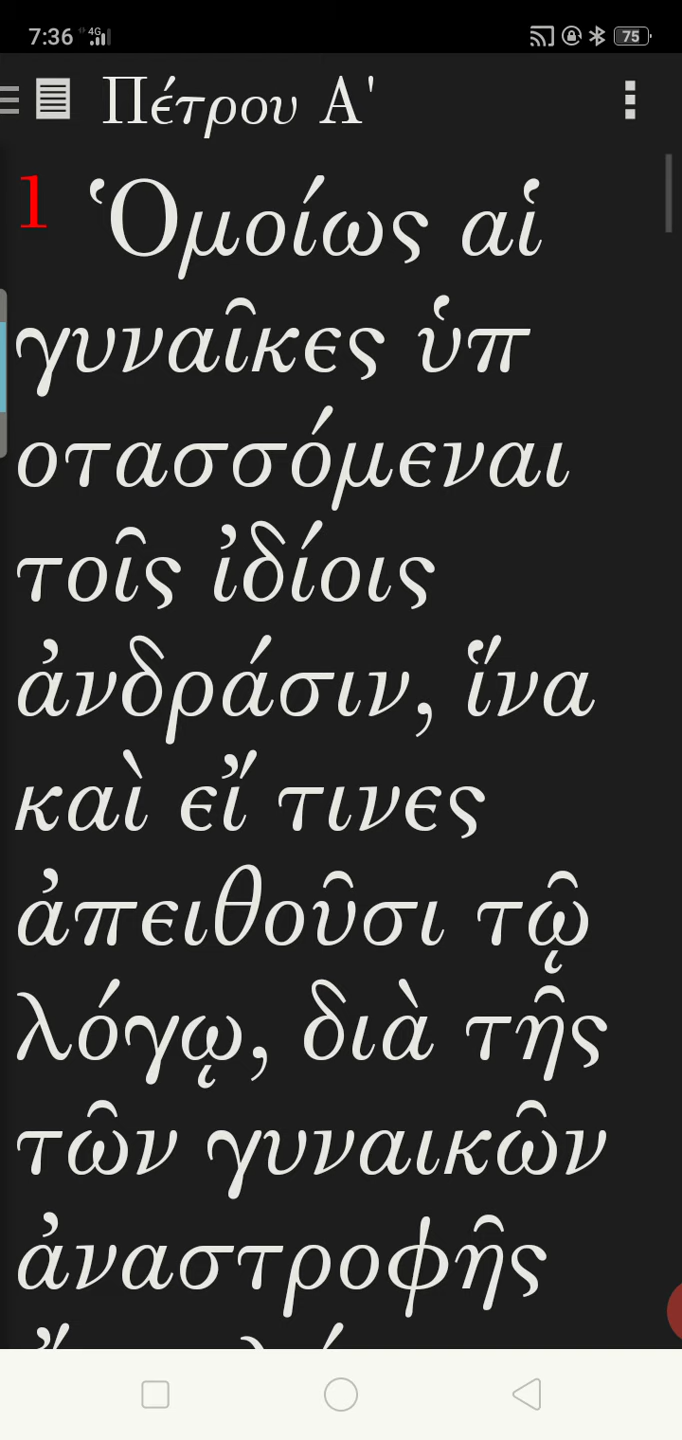 7:36 4G 75
Πέτρου Α'
1 Ὁμοίως αἱ
γυναῖκες ὑπ
οτασσόμεναι
τοῖς ἰδίοις
ἀνδράσιν, ἵνα
καὶ εἴ τινες
ἀπειθοῦσι τῷ
λόγῳ, διὰ τῆς
τῶν γυναικῶν
ἀναστροφῆς